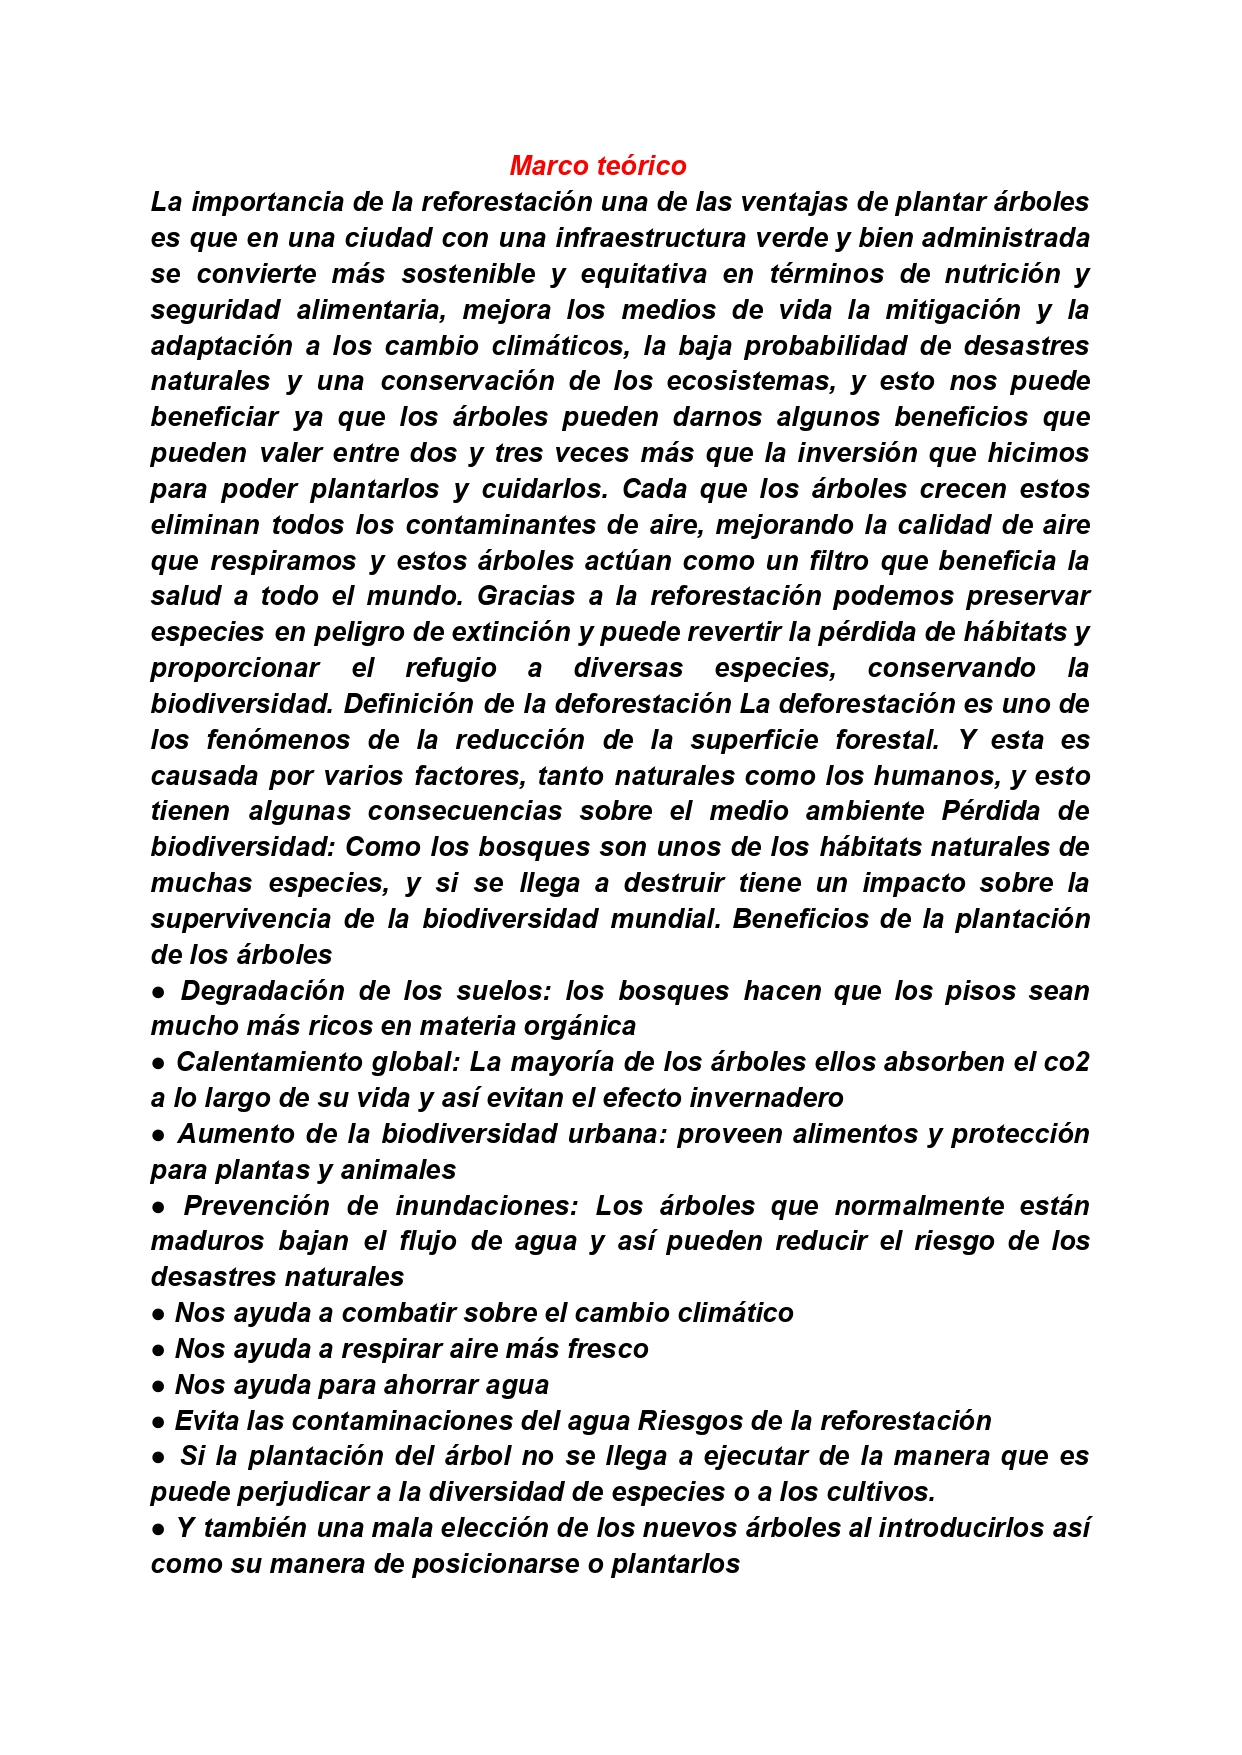 Marco teórico
La importancia de la reforestación una de las ventajas de plantar árboles
es que en una ciudad con una infraestructura verde y bien administrada
se convierte más sostenible y equitativa en términos de nutrición y
seguridad alimentaria, mejora los medios de vida la mitigación y la
adaptación a los cambio climáticos, la baja probabilidad de desastres
naturales y una conservación de los ecosistemas, y esto nos puede
beneficiar ya que los árboles pueden darnos algunos beneficios que
pueden valer entre dos y tres veces más que la inversión que hicimos
para poder plantarlos y cuidarlos. Cada que los árboles crecen estos
eliminan todos los contaminantes de aire, mejorando la calidad de aire
que respiramos y estos árboles actúan como un filtro que beneficia la
salud a todo el mundo. Gracias a la reforestación podemos preservar
especies en peligro de extinción y puede revertir la pérdida de hábitats y
proporcionar el refugio a diversas especies, conservando la
biodiversidad. Definición de la deforestación La deforestación es uno de
los fenómenos de la reducción de la superficie forestal. Y esta es
causada por varios factores, tanto naturales como los humanos, y esto
tienen algunas consecuencias sobre el medio ambiente Pérdida de
biodiversidad: Como los bosques son unos de los hábitats naturales de
muchas especies, y si se llega a destruir tiene un impacto sobre la
supervivencia de la biodiversidad mundial. Beneficios de la plantación
de los árboles
● Degradación de los suelos: los bosques hacen que los pisos sean
mucho más ricos en materia orgánica
● Calentamiento global: La mayoría de los árboles ellos absorben el co2
a lo largo de su vida y así evitan el efecto invernadero
● Aumento de la biodiversidad urbana: proveen alimentos y protección
para plantas y animales
● Prevención de inundaciones: Los árboles que normalmente están
maduros bajan el flujo de agua y así pueden reducir el riesgo de los
desastres naturales
● Nos ayuda a combatir sobre el cambio climático
● Nos ayuda a respirar aire más fresco
● Nos ayuda para ahorrar agua
● Evita las contaminaciones del agua Riesgos de la reforestación
● Si la plantación del árbol no se llega a ejecutar de la manera que es
puede perjudicar a la diversidad de especies o a los cultivos.
● Y también una mala elección de los nuevos árboles al introducirlos así
como su manera de posicionarse o plantarlos